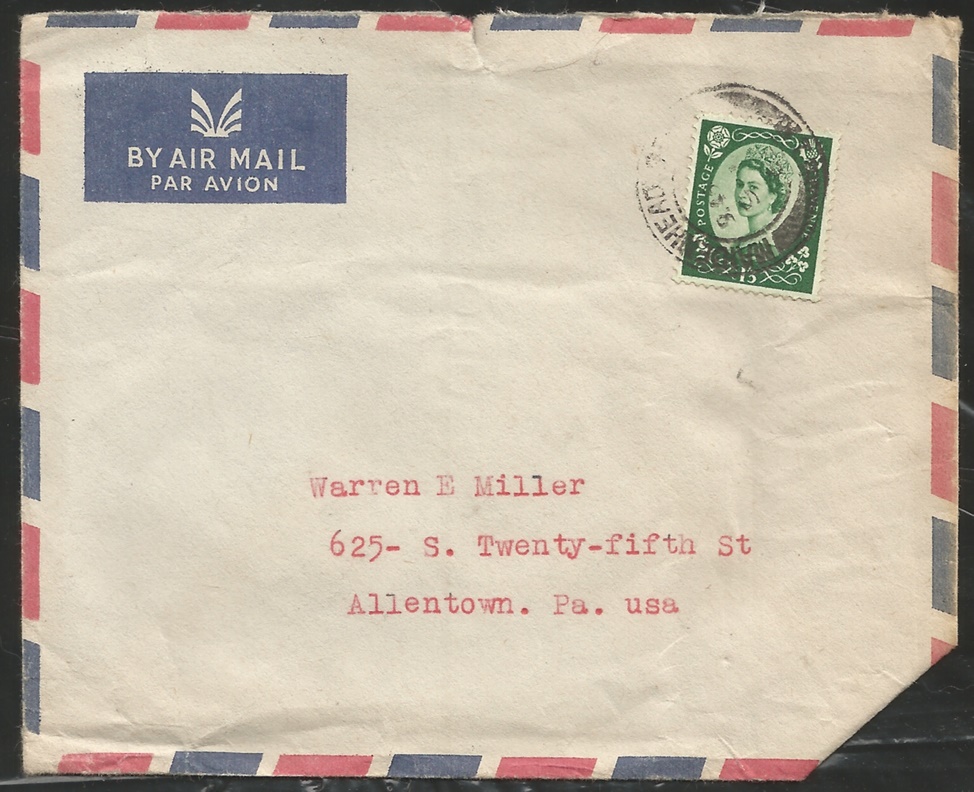 BY AIR MAIL
PAR AVION
POSTAGE
Warren E Miller
625- S. Twenty-fifth St
Allentown. Pa. usa